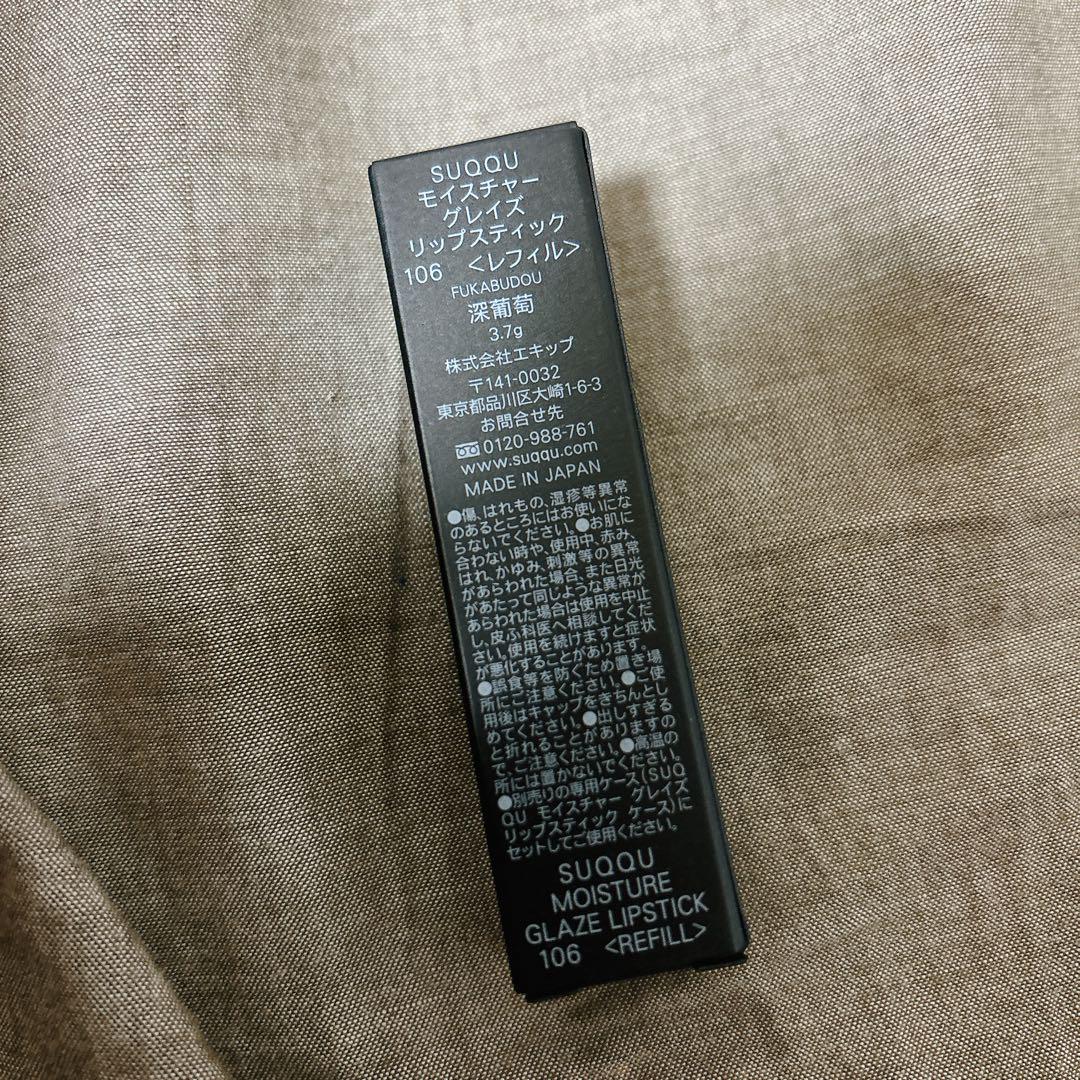 SUQQU
モイスチャー
グレイズ
リップスティック
106 <レフィル>
FUKABUDOU
深葡萄
3.7g
株式会社エキップ
〒141-0032
東京都品川区大崎1-6-3
お問合せ先
0120-988-761
www.suqqu.com
MADE IN JAPAN
●傷、はれもの、湿疹等異常
のあるところにはお使いにな
らないでください。●お肌に
合わない時や、使用中、赤み、
はれ、かゆみ、刺激等の異常
があらわれた場合、また日光
があたって同じような異常が
あらわれた場合は使用を中止
し、皮ふ科医へ相談してくだ
さい。使用を続けますと症状
が悪化することがあります。
●誤食等を防ぐため置き場
所にご注意ください。●ご使
用後はキャップをきちんとし
めてください。●出しすぎる
と折れることがありますの
で、ご注意ください。●高温の
所には置かないでください。
●別売りの専用ケース(SUQ
QU モイスチャー グレイズ
リップスティック ケース)に
セットしてご使用ください。
SUQQU
MOISTURE
GLAZE LIPSTICK
106 <REFILL>